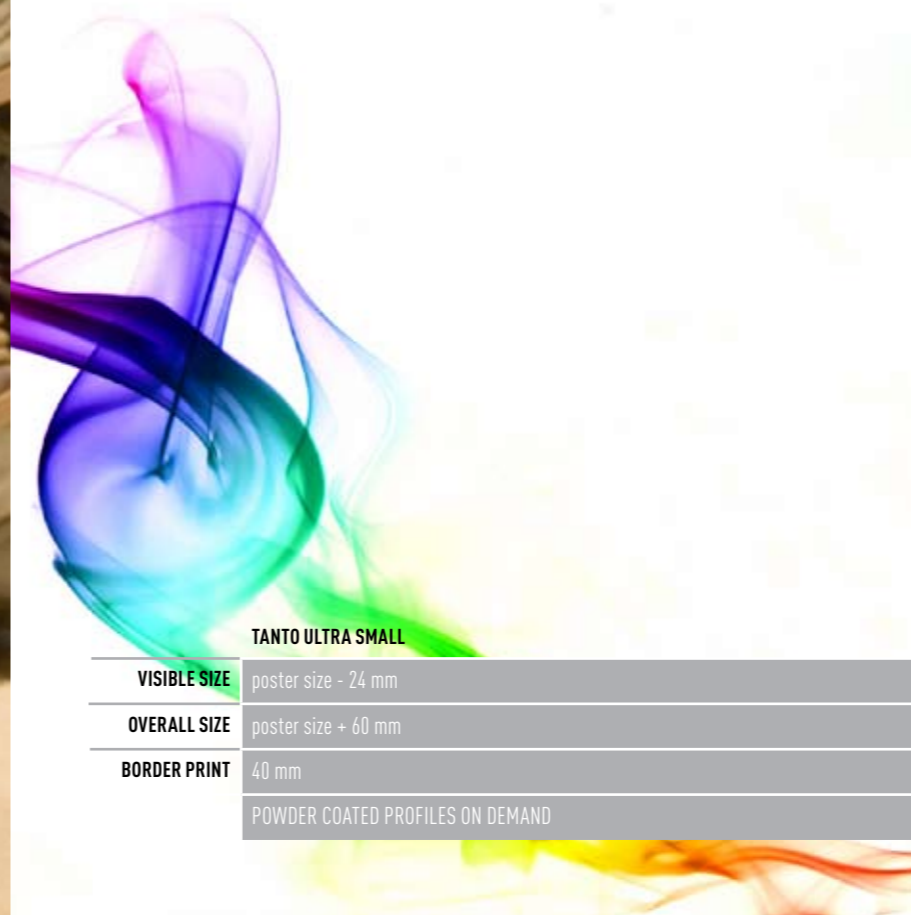 TANTO ULTRA SMALL
VISIBLE SIZE poster size - 24 mm
OVERALL SIZE poster size + 60 mm
BORDER PRINT 40 mm
POWDER COATED PROFILES ON DEMAND